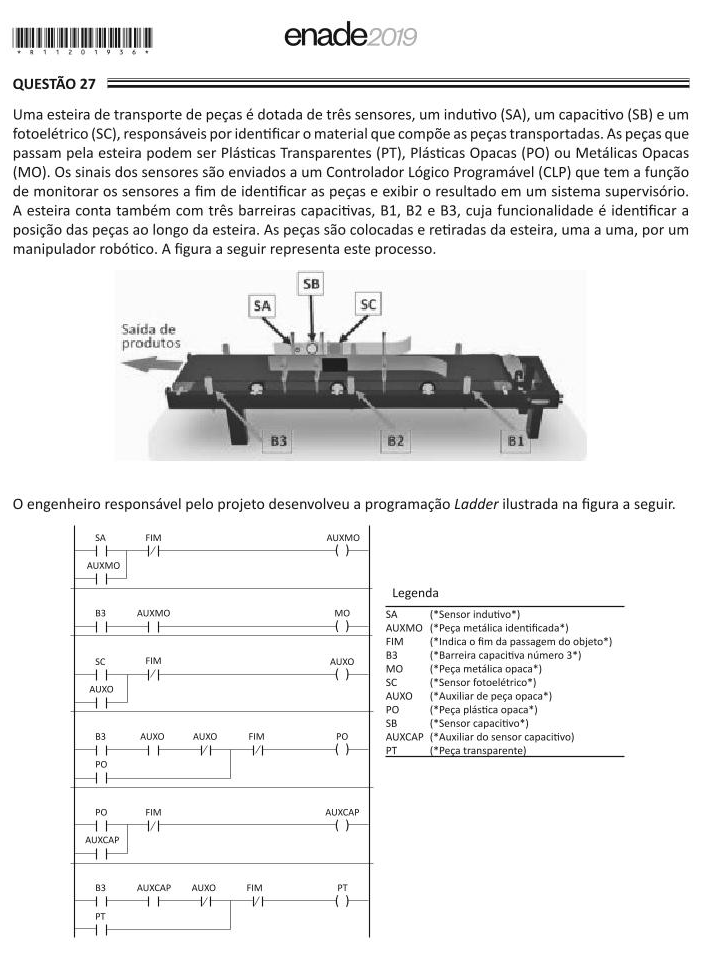 enade2019
* R 1 1 2 0 1 9 3 6 *
QUESTÃO 27
Uma esteira de transporte de peças é dotada de três sensores, um indutivo (SA), um capacitivo (SB) e um
fotoelétrico (SC), responsáveis por identificar o material que compõe as peças transportadas. As peças que
passam pela esteira podem ser Plásticas Transparentes (PT), Plásticas Opacas (PO) ou Metálicas Opacas
(MO). Os sinais dos sensores são enviados a um Controlador Lógico Programável (CLP) que tem a função
de monitorar os sensores a fim de identificar as peças e exibir o resultado em um sistema supervisório.
A esteira conta também com três barreiras capacitivas, B1, B2 e B3, cuja funcionalidade é identificar a
posição das peças ao longo da esteira. As peças são colocadas e retiradas da esteira, uma a uma, por um
manipulador robótico. A figura a seguir representa este processo.
SB
SA
SC
Saída de
produtos
B3
B2
B1
O engenheiro responsável pelo projeto desenvolveu a programação Ladder ilustrada na figura a seguir.
SA FIM AUXMO
AUXMO
B3 AUXMO MO
SC FIM AUXO
AUXO
B3 AUXO AUXO FIM PO
PO
PO FIM AUXCAP
AUXCAP
B3 AUXCAP AUXO FIM PT
PT
Legenda
SA (*Sensor indutivo*)
AUXMO (*Peça metálica identificada*)
FIM (*Indica o fim da passagem do objeto*)
B3 (*Barreira capacitiva número 3*)
MO (*Peça metálica opaca*)
SC (*Sensor fotoelétrico*)
AUXO (*Auxiliar de peça opaca*)
PO (*Peça plástica opaca*)
SB (*Sensor capacitivo*)
AUXCAP (*Auxiliar do sensor capacitivo)
PT (*Peça transparente)